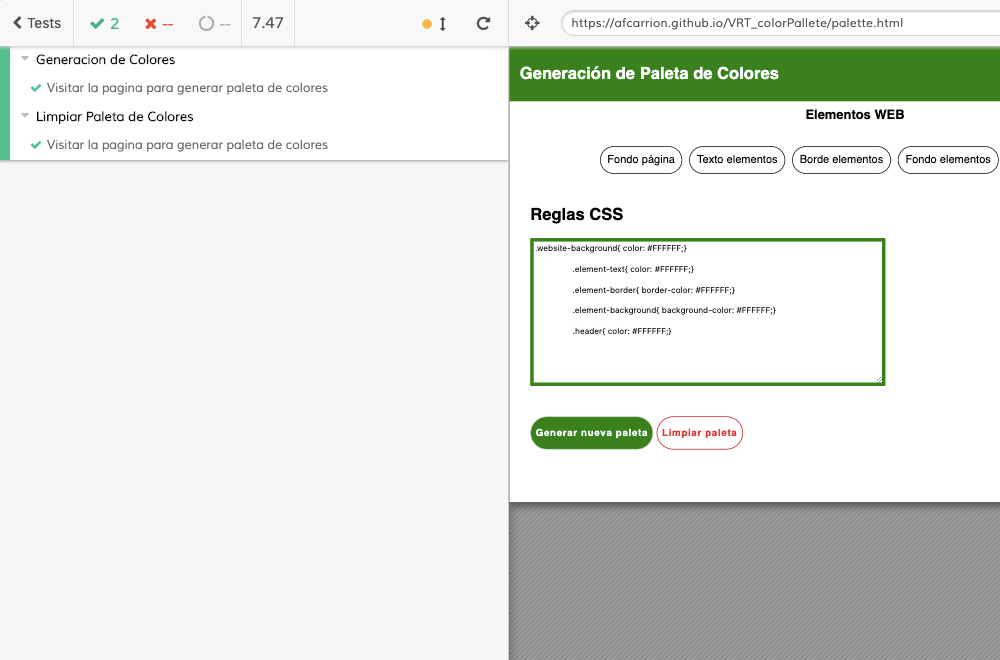 Tests 2 -- -- 7.47
https://afcarrion.github.io/VRT_colorPallete/palette.html
Generacion de Colores
Visitar la pagina para generar paleta de colores
Limpiar Paleta de Colores
Visitar la pagina para generar paleta de colores
Generación de Paleta de Colores
Elementos WEB
Fondo página Texto elementos Borde elementos Fondo elementos
Reglas CSS
.website-background{ color: #FFFFFF;}
.element-text{ color: #FFFFFF;}
.element-border{ border-color: #FFFFFF;}
.element-background{ background-color: #FFFFFF;}
.header{ color: #FFFFFF;}
Generar nueva paleta Limpiar paleta